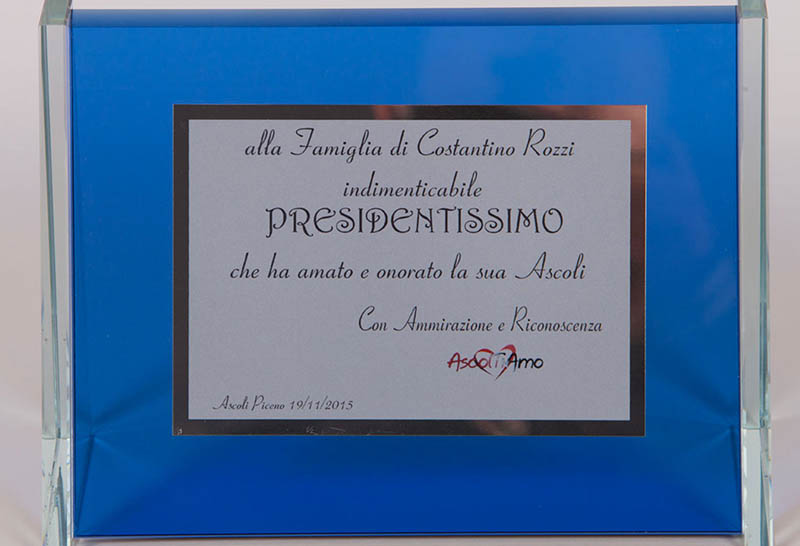 alla Famiglia di Costantino Rozzi
indimenticabile
PRESIDENTISSIMO
che ha amato e onorato la sua Ascoli
Con Ammirazione e Riconoscenza
AscoliTiAmo
Ascoli Piceno 19/11/2015